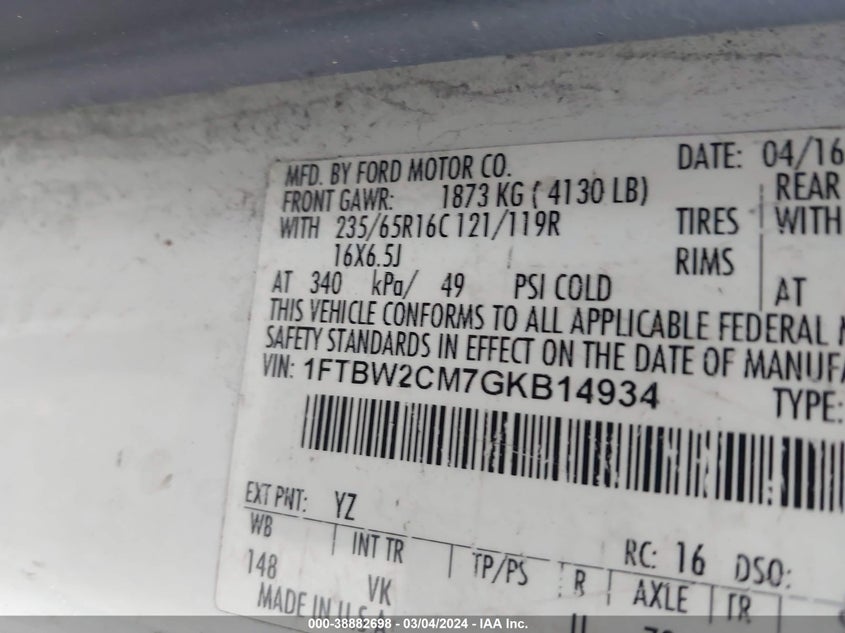 MFD. BY FORD MOTOR CO. DATE: 04/16
FRONT GAWR: 1873 KG ( 4130 LB) REAR
WITH 235/65R16C 121/119R TIRES WITH
16X6.5J RIMS
AT 340 kPa/ 49 PSI COLD AT
THIS VEHICLE CONFORMS TO ALL APPLICABLE FEDERAL
SAFETY STANDARDS IN EFFECT ON THE DATE OF MANUFA
VIN: 1FTBW2CM7GKB14934 TYPE:
EXT PNT: YZ RC: 16 DSO:
WB INT TR TP/PS R AXLE TR
148 VK
MADE IN U.S.A
00-38882698 - 03/04/2024 - IAA Inc.